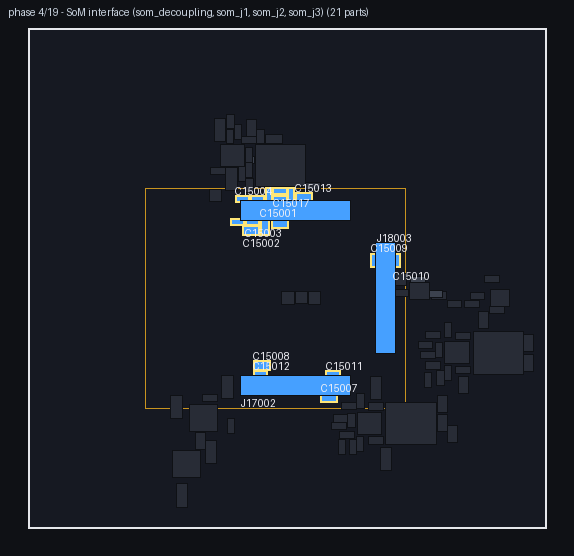 phase 4/19 - SoM interface (som_decoupling, som_j1, som_j2, som_j3) (21 parts)
C15013
C15017
C15001
C15003
C15002
J18003
C15009
C15010
C15008
C15012
C15011
C15007
J17002